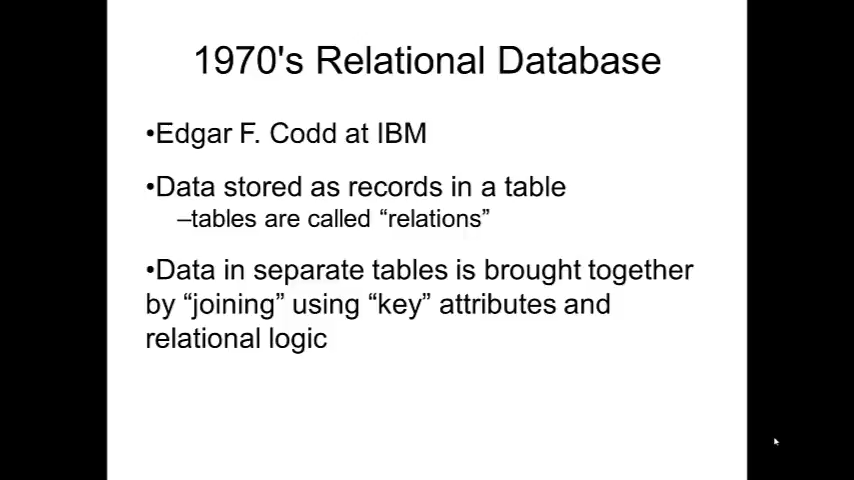 1970's Relational Database
•Edgar F. Codd at IBM
•Data stored as records in a table
–tables are called “relations”
•Data in separate tables is brought together
by “joining” using “key” attributes and
relational logic